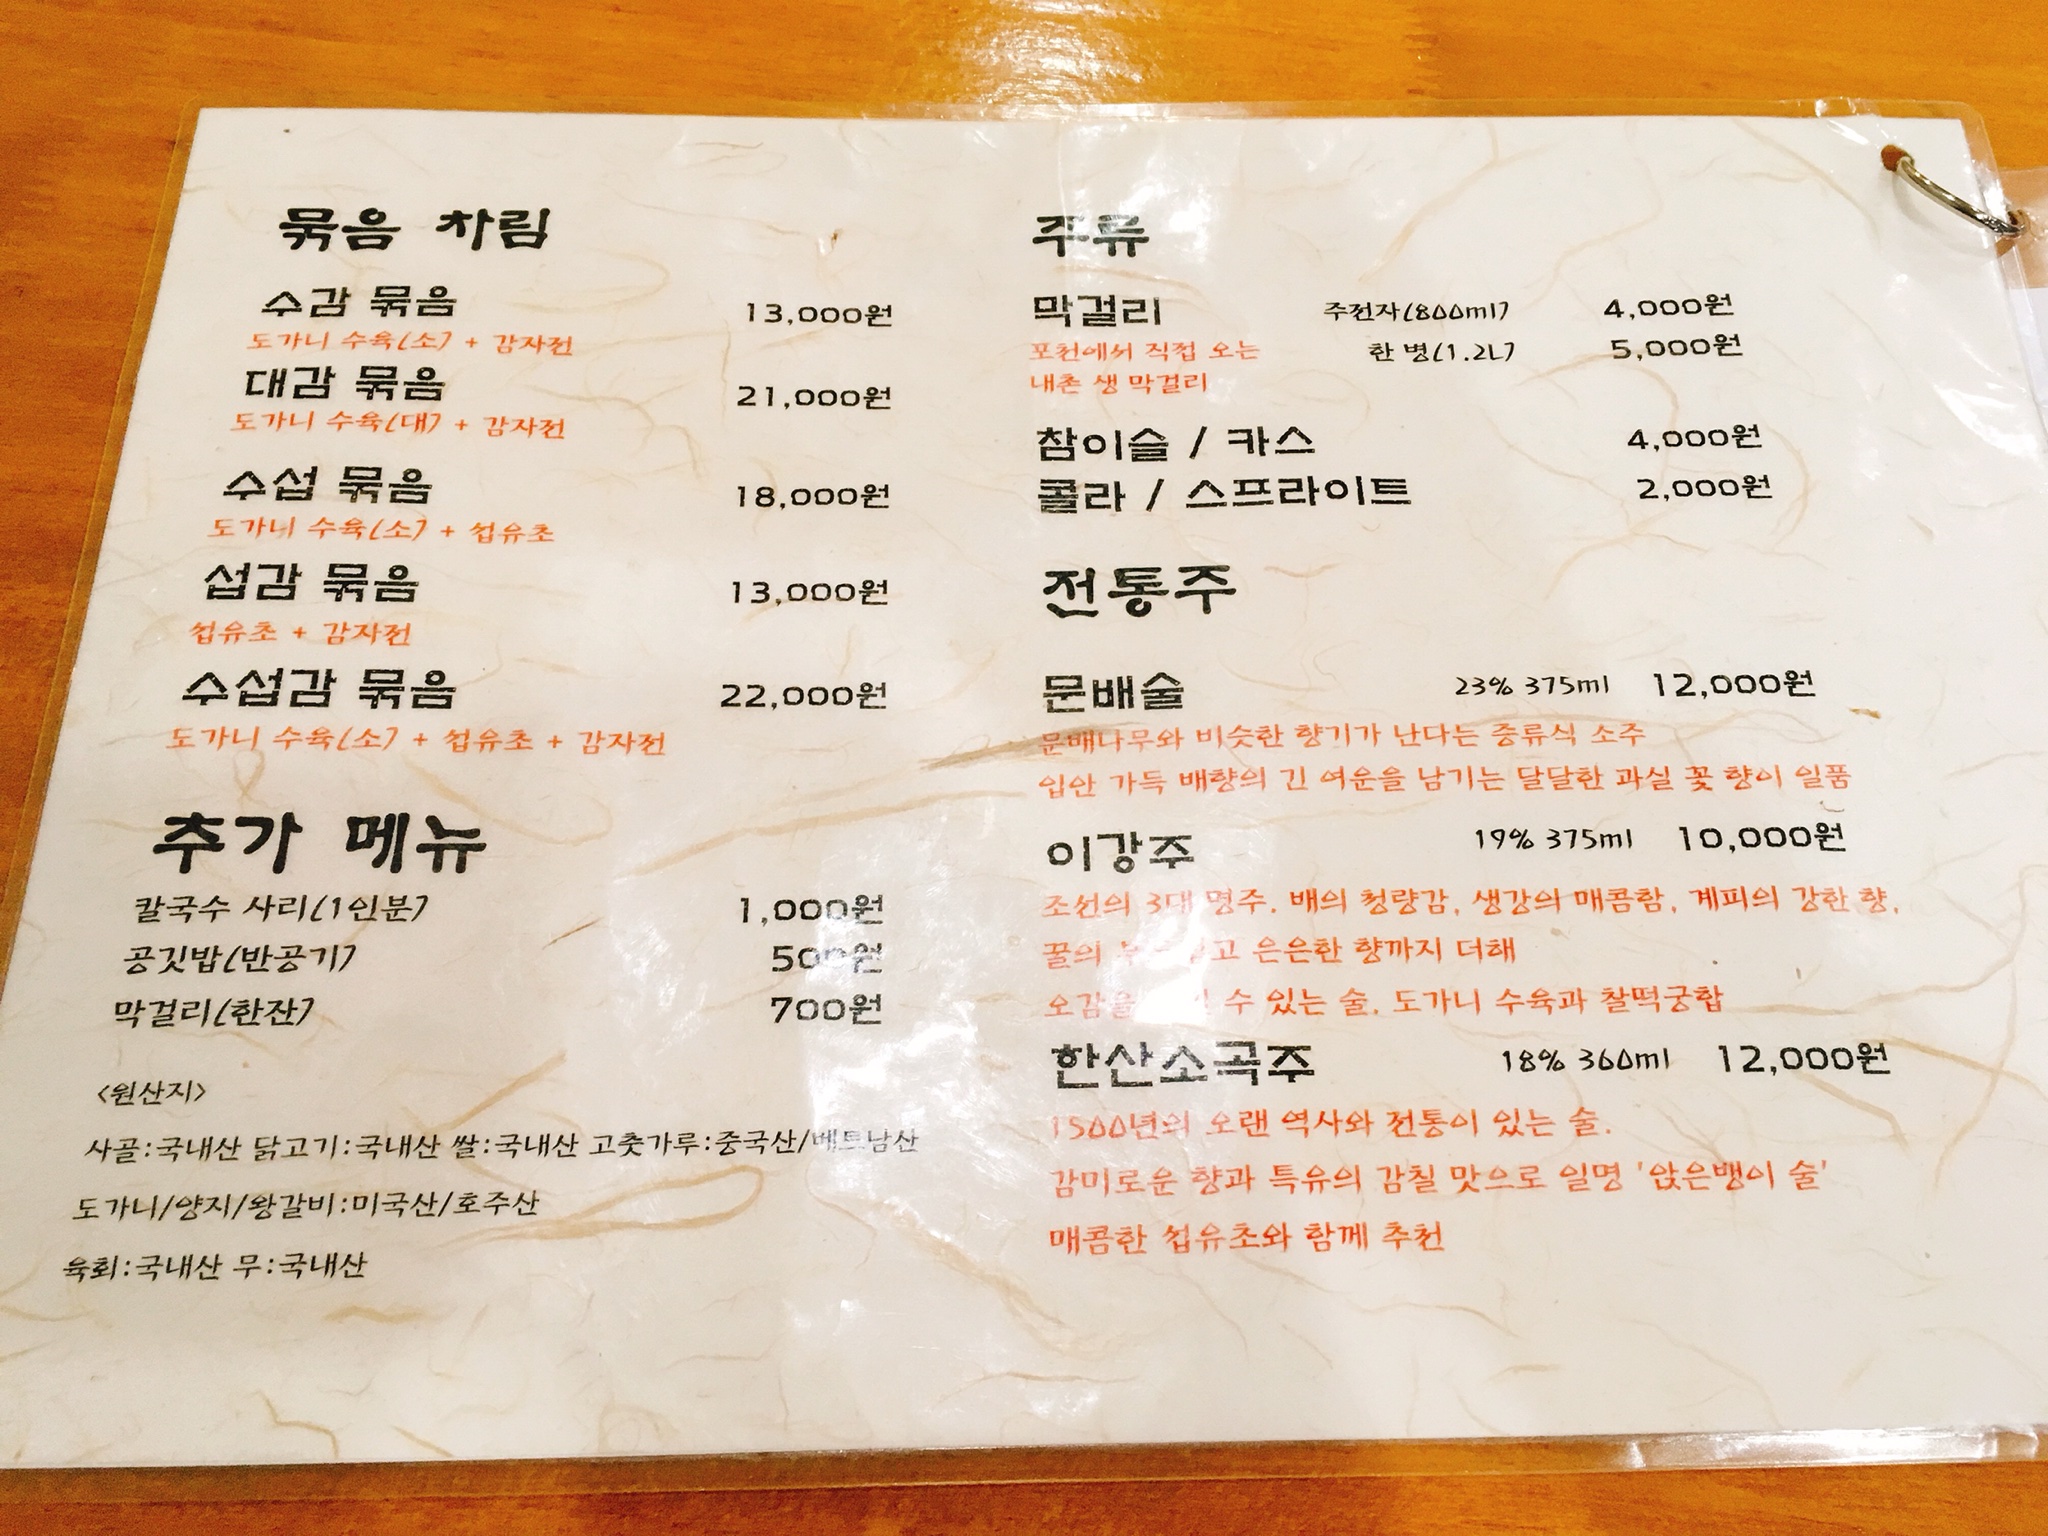 묶음 차림
수감 묶음 13,000원
도가니 수육(소) + 감자전
대감 묶음 21,000원
도가니 수육(대) + 감자전
수섭 묶음 18,000원
도가니 수육(소) + 섭유초
섭감 묶음 13,000원
섭유초 + 감자전
수섭감 묶음 22,000원
도가니 수육(소) + 섭유초 + 감자전
추가 메뉴
칼국수 사리(1인분) 1,000원
공깃밥(반공기) 500원
막걸리(한잔) 700원
<원산지>
사골:국내산 닭고기:국내산 쌀:국내산 고춧가루:중국산/베트남산
도가니/양지/왕갈비:미국산/호주산
육회:국내산 무:국내산
주류
막걸리 주전자(800ml) 4,000원
포천에서 직접 오는 한 병(1.2L) 5,000원
내촌 생 막걸리
참이슬 / 카스 4,000원
콜라 / 스프라이트 2,000원
전통주
문배술 23% 375ml 12,000원
문배나무와 비슷한 향기가 난다는 증류식 소주
입안 가득 배향의 긴 여운을 남기는 달달한 과실 꽃 향이 일품
이강주 19% 375ml 10,000원
조선의 3대 명주. 배의 청량감, 생강의 매콤함, 계피의 강한 향,
꿀의 은은한 향까지 더해
수 있는 술. 도가니 수육과 찰떡궁합
한산소곡주 18% 360ml 12,000원
1500년의 오랜 역사와 전통이 있는 술.
감미로운 향과 특유의 감칠 맛으로 일명 '앉은뱅이 술'
매콤한 섭유초와 함께 추천